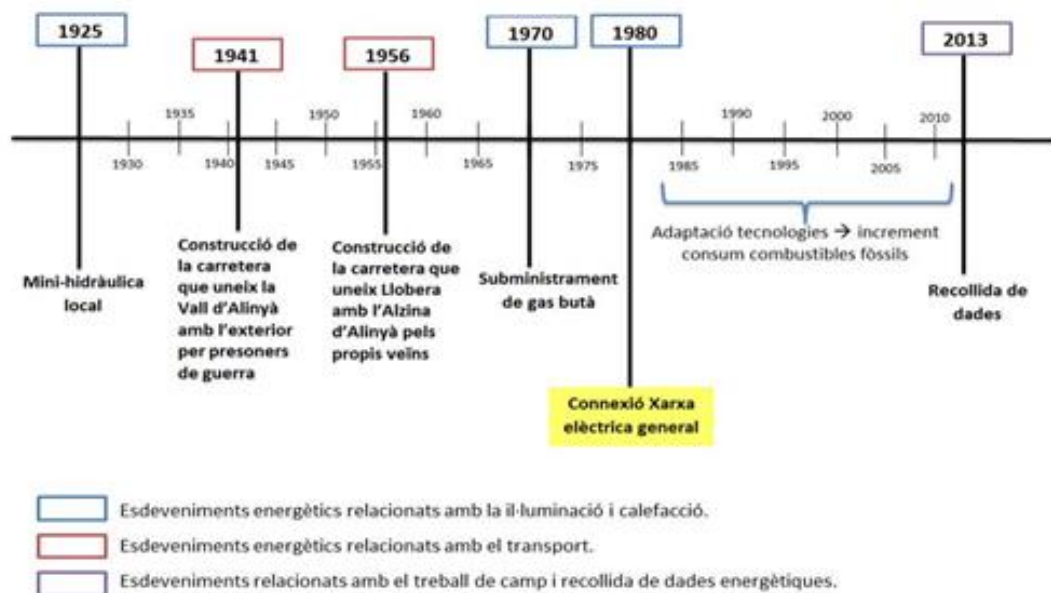 1925
1941
1956
1970
1980
2013
1935
1950
1960
1990
2000
2010
1930
1940
1945
1955
1965
1975
1985
1995
2005
Mini-hidràulica
local
Construcció de
la carretera
que uneix la
Vall d'Alinyà
amb l'exterior
per presoners
de guerra
Construcció de
la carretera que
uneix Llobera
amb l'Alzina
d'Alinyà pels
propis veïns
Subministrament
de gas butà
Connexió Xarxa
elèctrica general
Adaptació tecnologies → increment
consum combustibles fòssils
Recollida de
dades
Esdeveniments energètics relacionats amb la il·luminació i calefacció.
Esdeveniments energètics relacionats amb el transport.
Esdeveniments relacionats amb el treball de camp i recollida de dades energètiques.